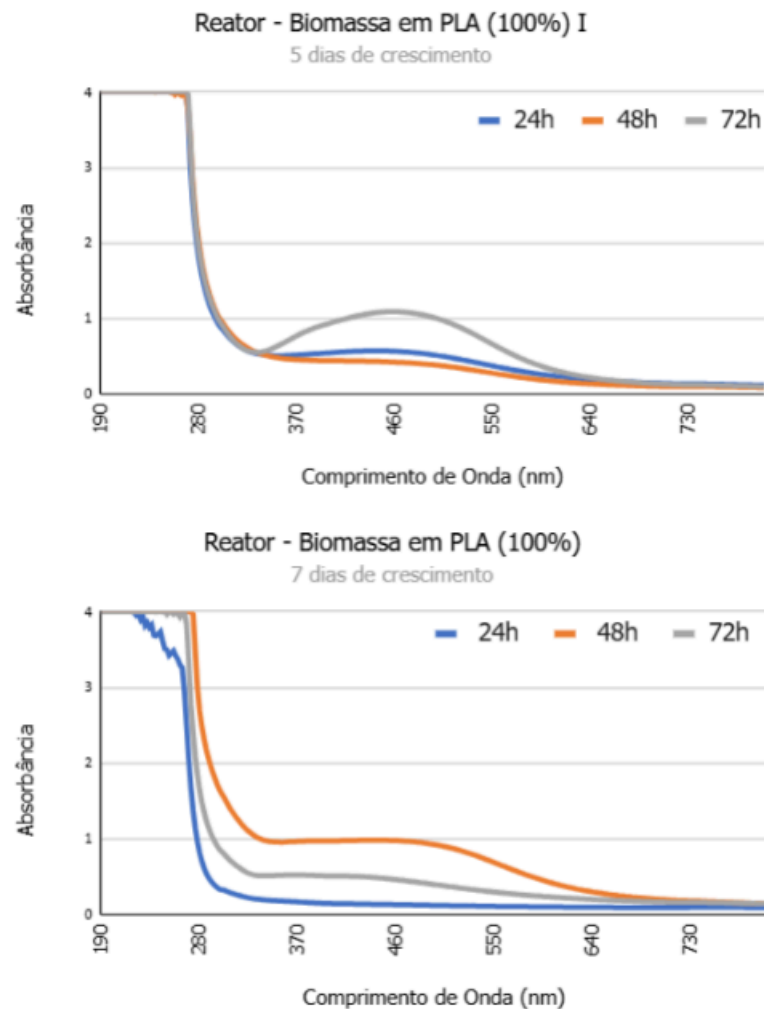 Reator - Biomassa em PLA (100%) I
5 dias de crescimento
24h 48h 72h
4
3
2
1
0
Absorbância
190 280 370 460 550 640 730
Comprimento de Onda (nm)
Reator - Biomassa em PLA (100%)
7 dias de crescimento
24h 48h 72h
4
3
2
1
0
Absorbância
190 280 370 460 550 640 730
Comprimento de Onda (nm)